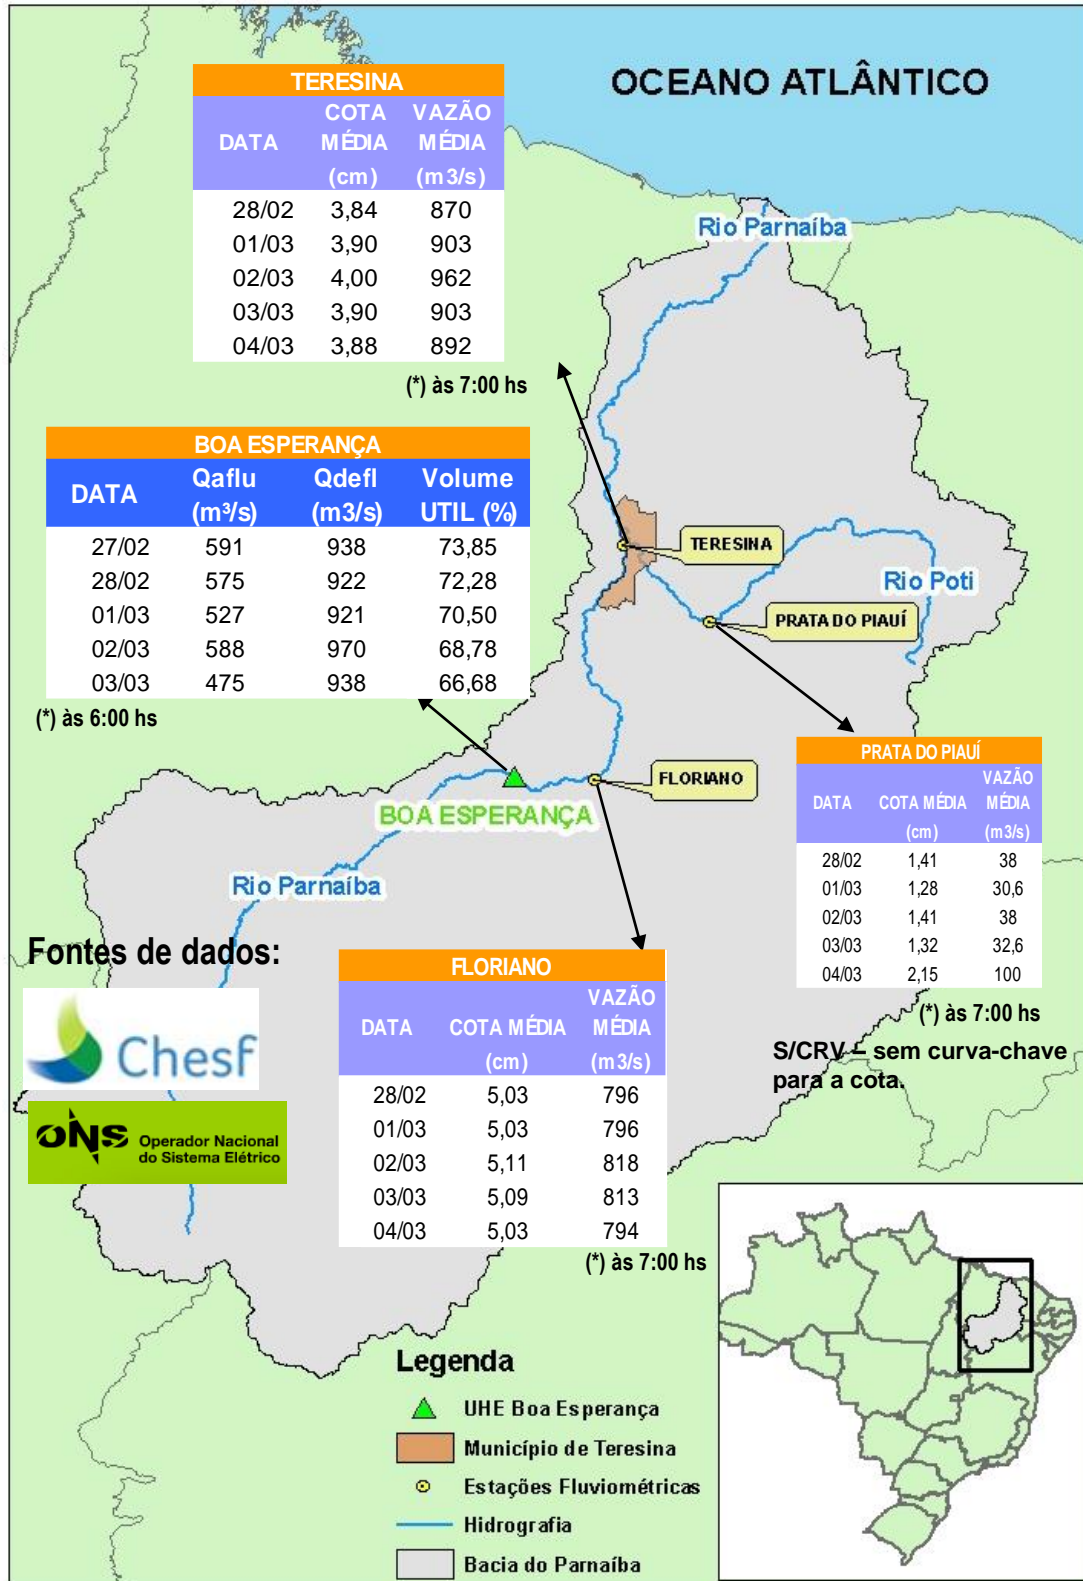 OCEANO ATLÂNTICO
TERESINA
DATA COTA MÉDIA (cm) VAZÃO MÉDIA (m3/s)
28/02 3,84 870
01/03 3,90 903
02/03 4,00 962
03/03 3,90 903
04/03 3,88 892
(*) às 7:00 hs
Rio Parnaíba
BOA ESPERANÇA
DATA Qaflu (m³/s) Qdefl (m3/s) Volume UTIL (%)
27/02 591 938 73,85
28/02 575 922 72,28
01/03 527 921 70,50
02/03 588 970 68,78
03/03 475 938 66,68
(*) às 6:00 hs
TERESINA
Rio Poti
PRATA DO PIAUÍ
FLORIANO
BOA ESPERANÇA
Rio Parnaíba
PRATA DO PIAUÍ
DATA COTA MÉDIA (cm) VAZÃO MÉDIA (m3/s)
28/02 1,41 38
01/03 1,28 30,6
02/03 1,41 38
03/03 1,32 32,6
04/03 2,15 100
(*) às 7:00 hs
S/CRV – sem curva-chave
para a cota.
Fontes de dados:
Chesf
ONS Operador Nacional
do Sistema Elétrico
FLORIANO
DATA COTA MÉDIA (cm) VAZÃO MÉDIA (m3/s)
28/02 5,03 796
01/03 5,03 796
02/03 5,11 818
03/03 5,09 813
04/03 5,03 794
(*) às 7:00 hs
Legenda
UHE Boa Esperança
Município de Teresina
Estações Fluviométricas
Hidrografia
Bacia do Parnaíba